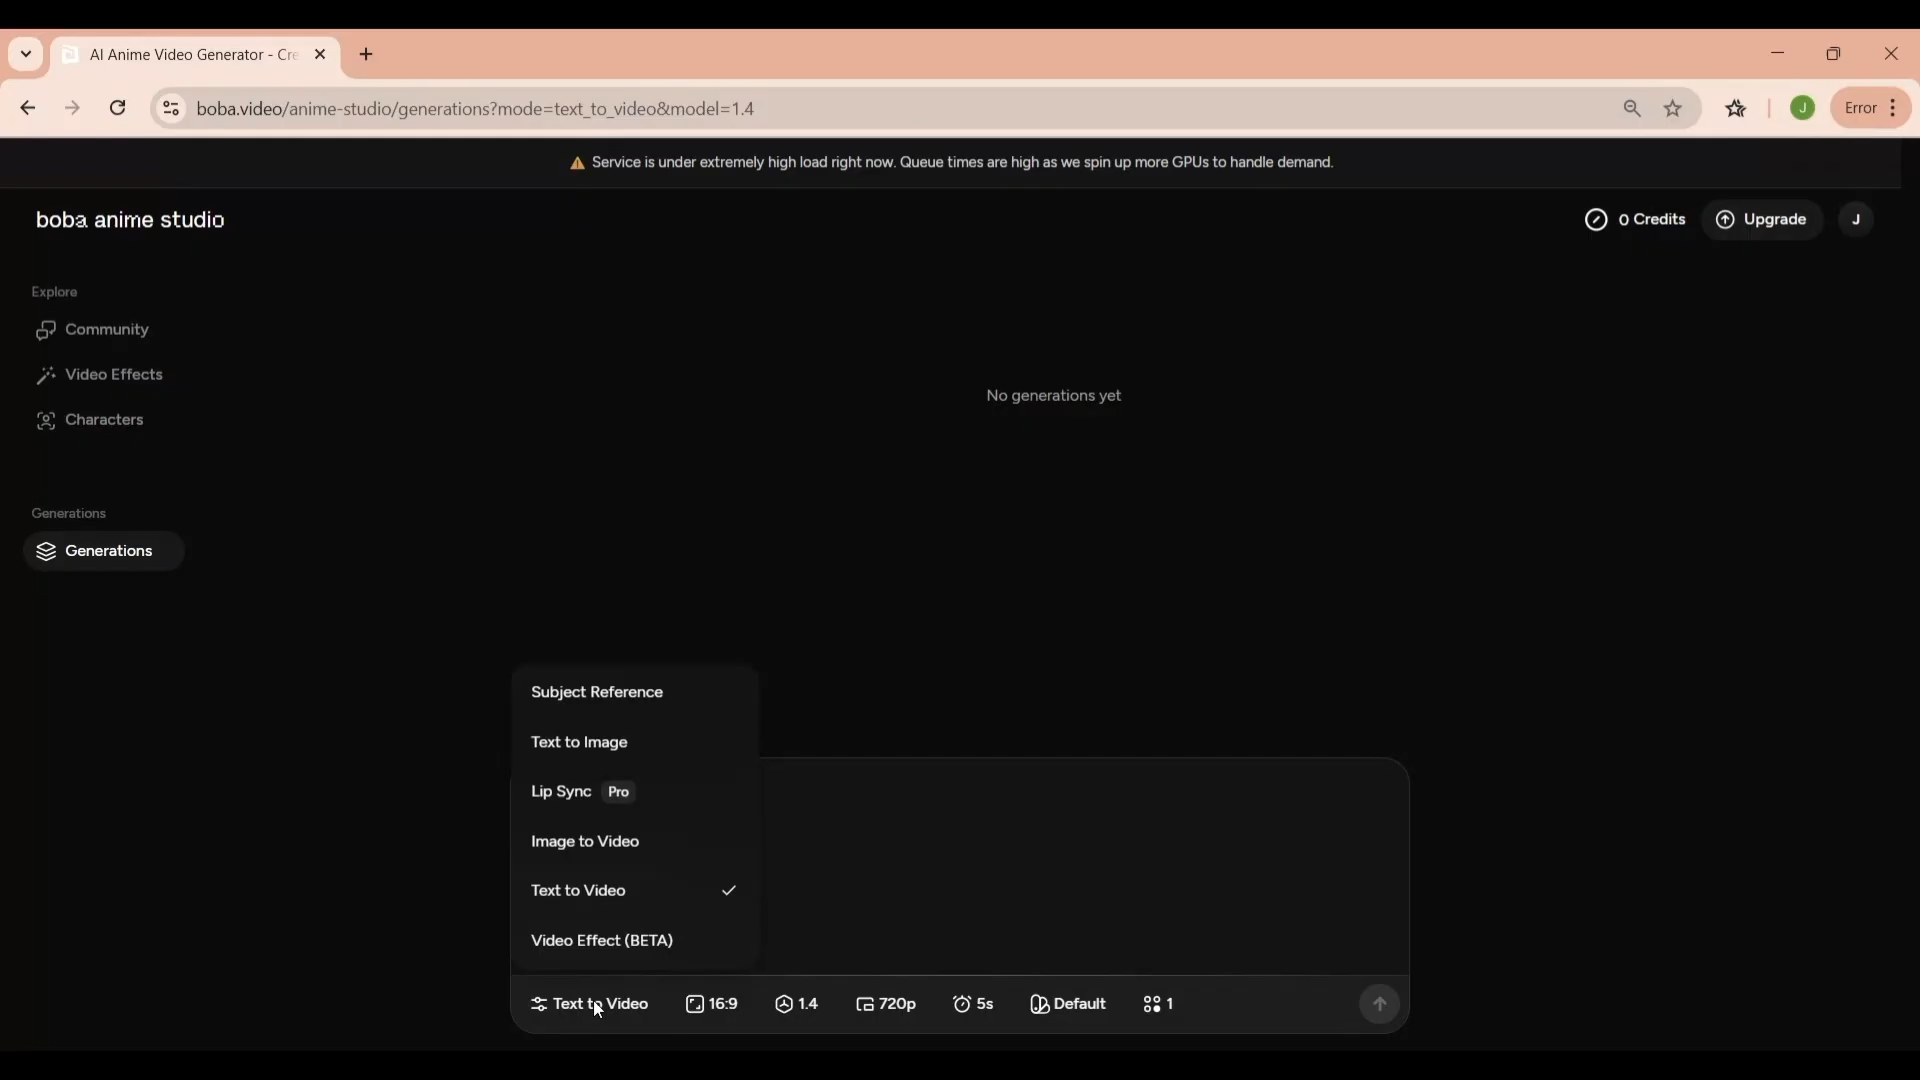 AI Anime Video Generator - Cre
boba.video/anime-studio/generations?mode=text_to_video&model=1.4
J
Error
Service is under extremely high load right now. Queue times are high as we spin up more GPUs to handle demand.
boba anime studio
0 Credits
Upgrade
J
Explore
Community
Video Effects
Characters
No generations yet
Generations
Generations
Subject Reference
Text to Image
Lip Sync Pro
Image to Video
Text to Video
Video Effect (BETA)
Text to Video 16:9 1.4 720p 5s Default 1